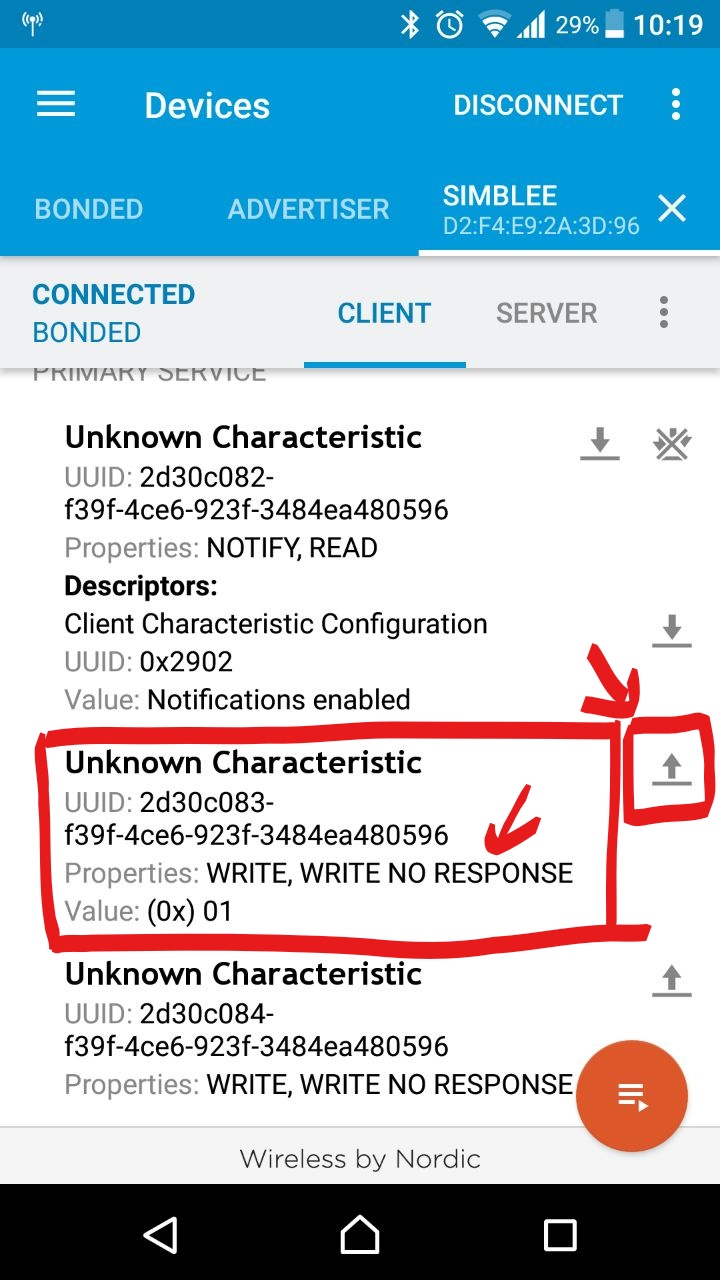 29% 10:19
Devices DISCONNECT
BONDED ADVERTISER SIMBLEE
D2:F4:E9:2A:3D:96
CONNECTED
BONDED
CLIENT SERVER
PRIMARY SERVICE
Unknown Characteristic
UUID: 2d30c082-
f39f-4ce6-923f-3484ea480596
Properties: NOTIFY, READ
Descriptors:
Client Characteristic Configuration
UUID: 0x2902
Value: Notifications enabled
Unknown Characteristic
UUID: 2d30c083-
f39f-4ce6-923f-3484ea480596
Properties: WRITE, WRITE NO RESPONSE
Value: (0x) 01
Unknown Characteristic
UUID: 2d30c084-
f39f-4ce6-923f-3484ea480596
Properties: WRITE, WRITE NO RESPONSE
Wireless by Nordic